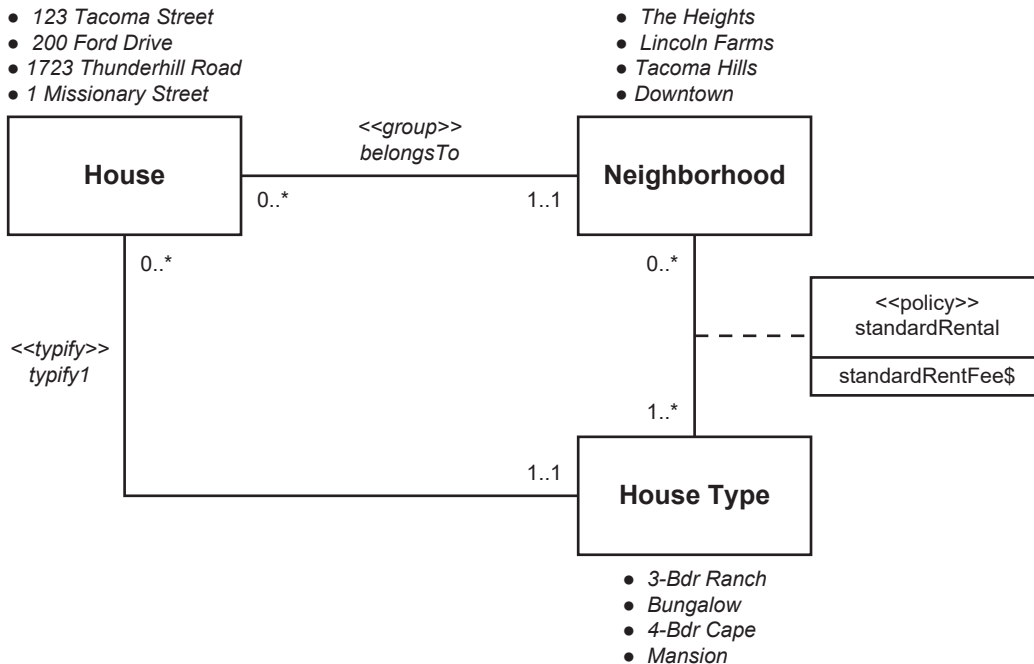 ● 123 Tacoma Street
● 200 Ford Drive
● 1723 Thunderhill Road
● 1 Missionary Street
● The Heights
● Lincoln Farms
● Tacoma Hills
● Downtown
House
<<group>>
belongsTo
Neighborhood
0..*
1..1
0..*
0..*
<<policy>>
standardRental
standardRentFee$
<<typify>>
typify1
1..*
1..1
House Type
● 3-Bdr Ranch
● Bungalow
● 4-Bdr Cape
● Mansion